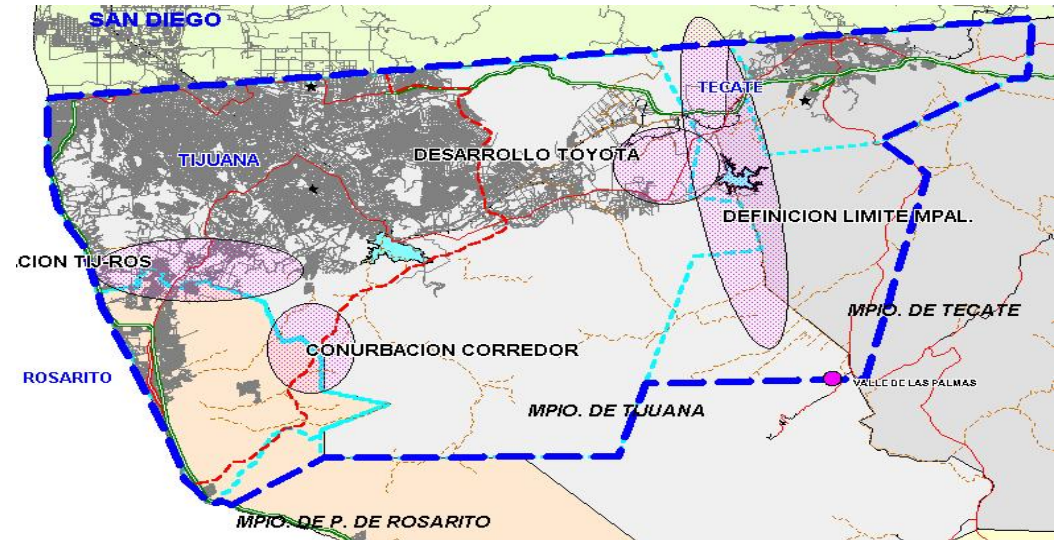 SAN DIEGO
TECATE
TIJUANA
DESARROLLO TOYOTA
DEFINICION LIMITE MPAL.
CION TIJ-ROS
MPIO. DE TECATE
CONURBACION CORREDOR
ROSARITO
VALLE DE LAS PALMAS
MPIO. DE TIJUANA
MPIO. DE P. DE ROSARITO